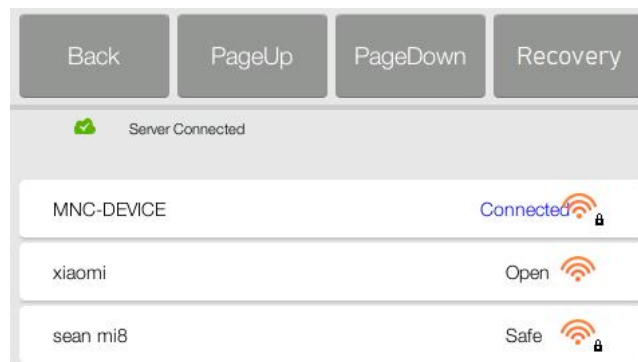 Back PageUp PageDown Recovery
Server Connected
MNC-DEVICE Connected
xiaomi Open
sean mi8 Safe